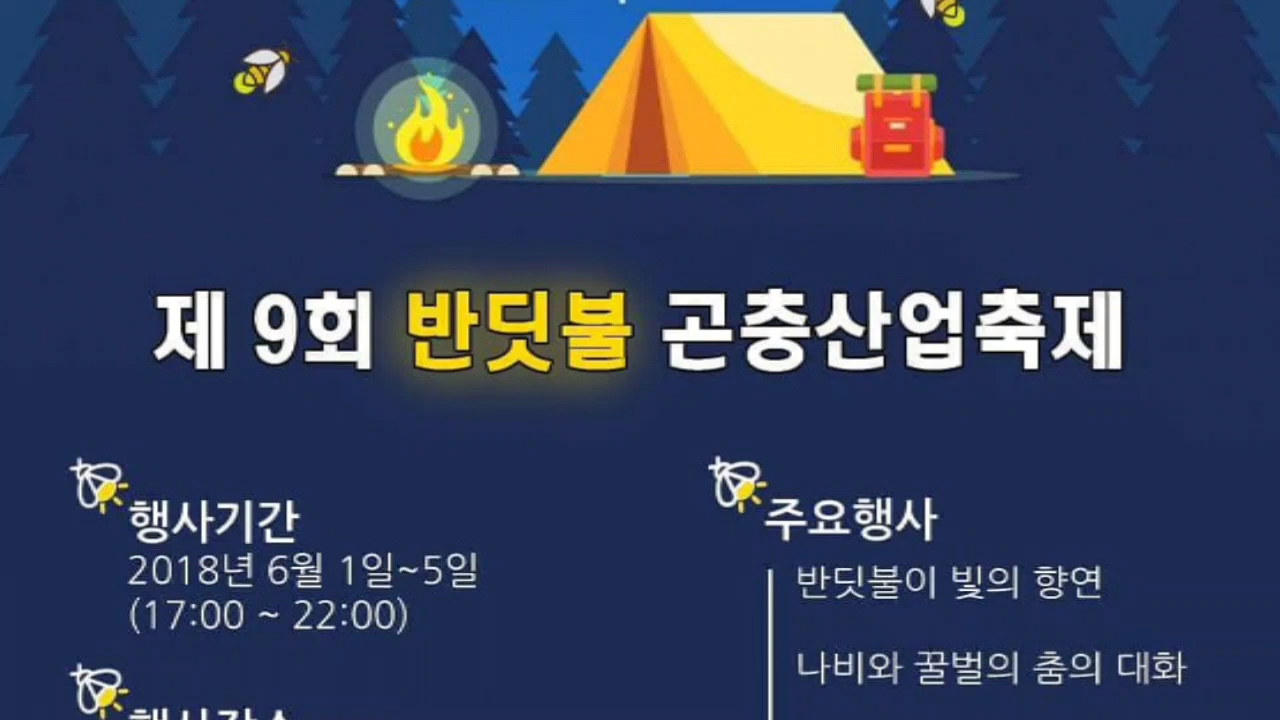 제 9회 반딧불 곤충산업축제
행사기간
2018년 6월 1일~5일
(17:00 ~ 22:00)
주요행사
반딧불이 빛의 향연
나비와 꿀벌의 춤의 대화